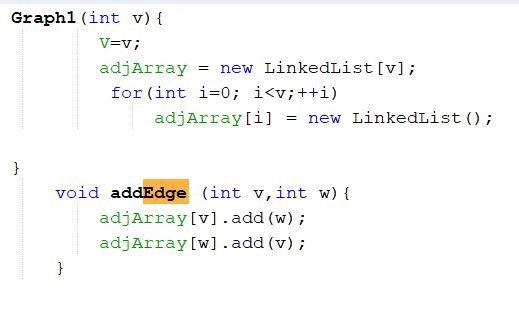 Graph1(int v){
V=v;
adjArray = new LinkedList[v];
for(int i=0; i<v;++i)
adjArray[i] = new LinkedList();
}
void addEdge (int v,int w){
adjArray[v].add(w);
adjArray[w].add(v);
}